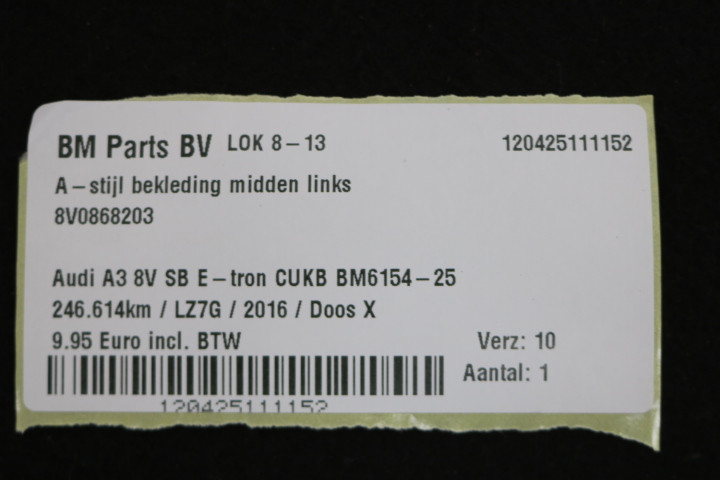 BM Parts BV LOK 8-13 120425111152
A-stijl bekleding midden links
8V0868203
Audi A3 8V SB E-tron CUKB BM6154-25
246.614km / LZ7G / 2016 / Doos X
9.95 Euro incl. BTW Verz: 10
Aantal: 1
120425111152